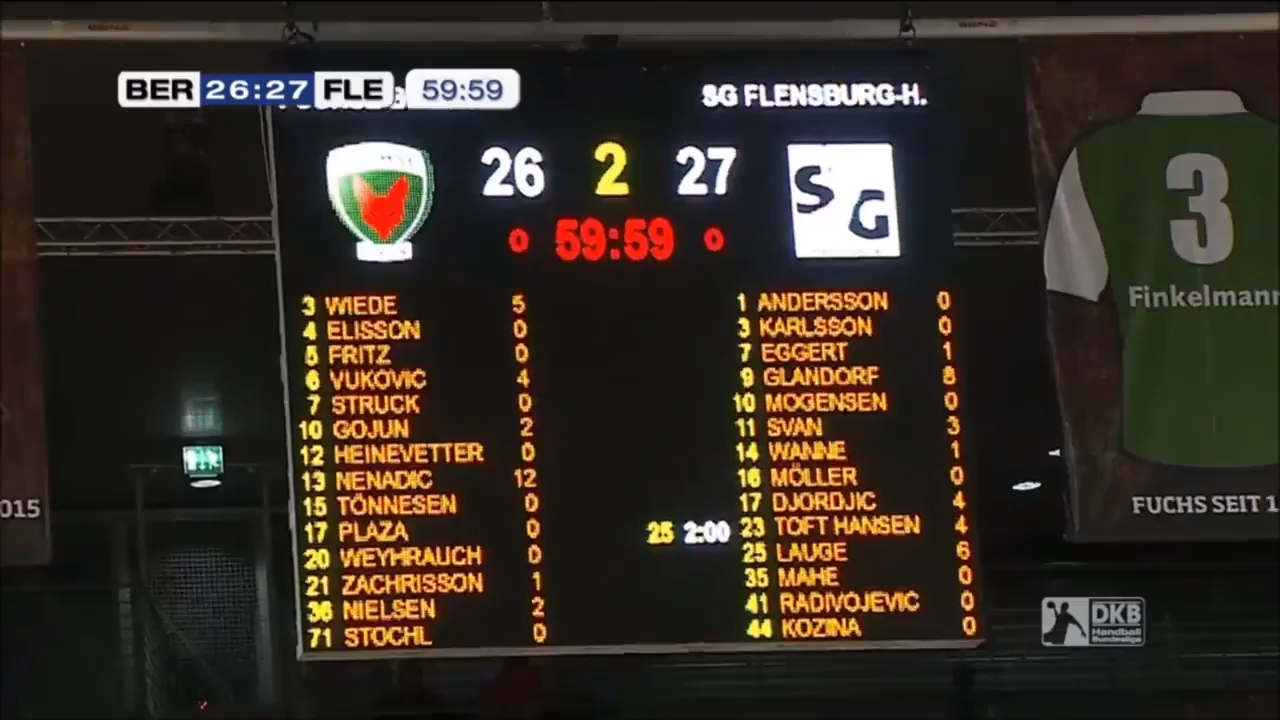 BER 26:27 FLE 59:59
SG FLENSBURG-H.
26 2 27
S G
0 59:59 0
3 WIEDE 5
4 ELISSON 0
5 FRITZ 0
6 VUKOVIC 4
7 STRUCK 0
10 GOJUN 2
12 HEINEVETTER 0
13 NENADIC 12
15 TÖNNESEN 0
17 PLAZA 0
20 WEYHRAUCH 0
21 ZACHRISSON 1
36 NIELSEN 2
71 STOCHL 0
1 ANDERSSON 0
3 KARLSSON 0
7 EGGERT 1
9 GLANDORF 8
10 MOGENSEN 0
11 SVAN 3
14 WANNE 1
16 MÖLLER 0
17 DJORDJIC 4
25 2:00 23 TOFT HANSEN 4
25 LAUGE 6
35 MAHE 0
41 RADIVOJEVIC 0
44 KOZINA 0
3
Finkelmann
FUCHS SEIT 1
015
DKB
Handball
Bundesliga